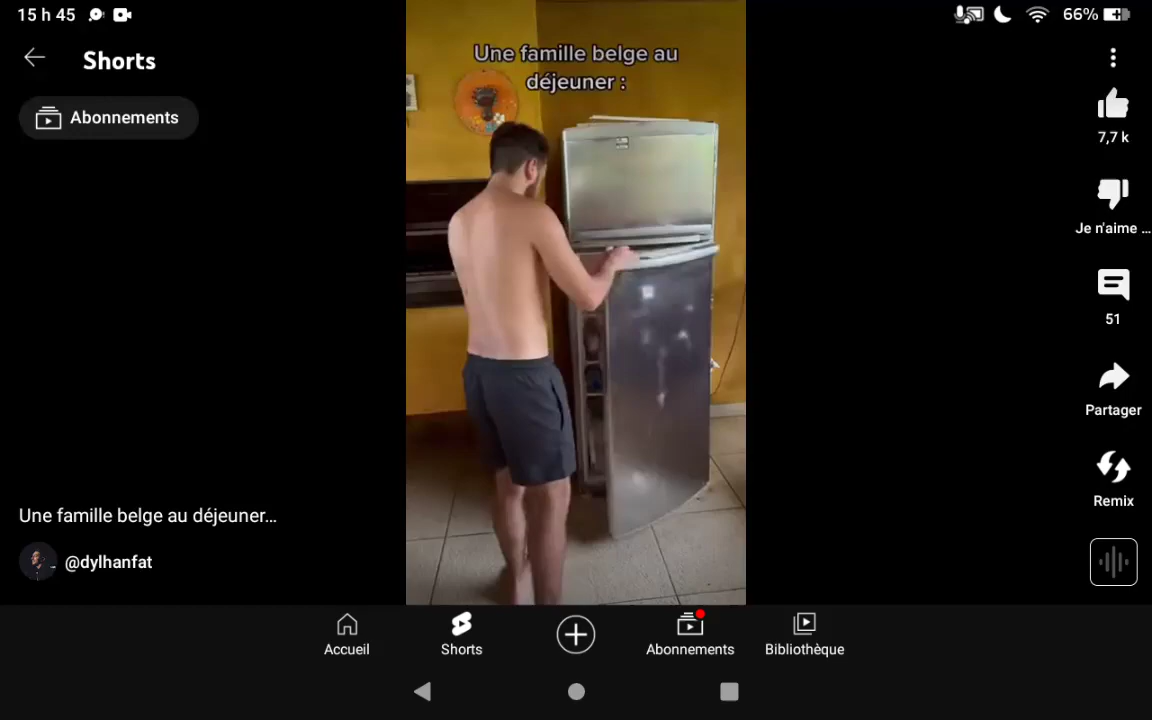 15 h 45
66%
Shorts
Abonnements
Une famille belge au
déjeuner :
7,7 k
Je n'aime ...
51
Partager
Remix
Une famille belge au déjeuner...
@dylhanfat
Accueil
Shorts
Abonnements
Bibliothèque